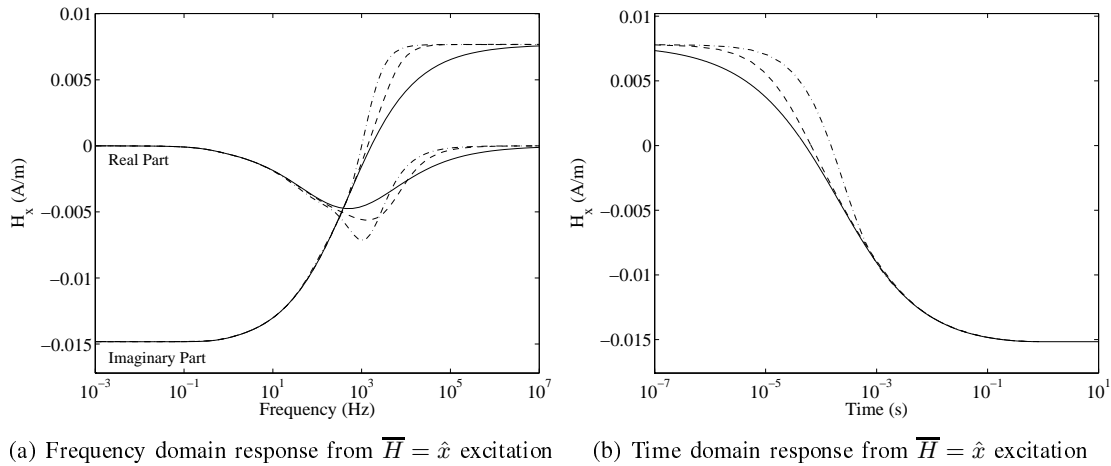 0.01
0.005
0
−0.005
−0.01
−0.015
H_x (A/m)
Real Part
Imaginary Part
10^−3
10^−1
10^1
10^3
10^5
10^7
Frequency (Hz)
(a) Frequency domain response from H̅ = x̂ excitation
0.01
0.005
0
−0.005
−0.01
−0.015
H_x (A/m)
10^−7
10^−5
10^−3
10^−1
10^1
Time (s)
(b) Time domain response from H̅ = x̂ excitation